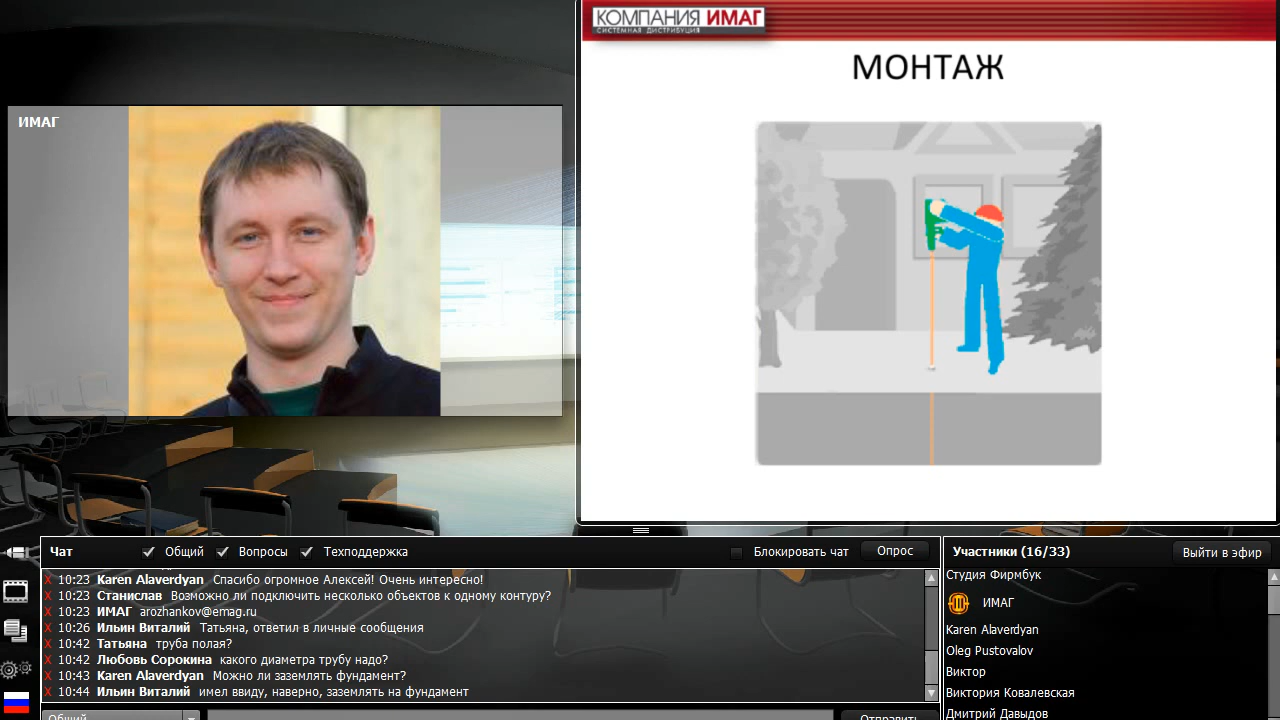 КОМПАНИЯ ИМАГ
СИСТЕМНАЯ ДИСТРИБУЦИЯ
МОНТАЖ
ИМАГ
Чат
Общий
Вопросы
Техподдержка
Блокировать чат
Опрос
X 10:23 Karen Alaverdyan Спасибо огромное Алексей! Очень интересно!
X 10:23 Станислав Возможно ли подключить несколько объектов к одному контуру?
X 10:23 ИМАГ arozhankov@emag.ru
X 10:26 Ильин Виталий Татьяна, ответил в личные сообщения
X 10:42 Татьяна труба полая?
X 10:42 Любовь Сорокина какого диаметра трубу надо?
X 10:43 Karen Alaverdyan Можно ли заземлять фундамент?
X 10:44 Ильин Виталий имел ввиду, наверно, заземлять на фундамент
Общий
Отправить
Участники (16/33)
Выйти в эфир
Студия Фирмбук
ИМАГ
Karen Alaverdyan
Oleg Pustovalov
Виктор
Виктория Ковалевская
Дмитрий Давыдов